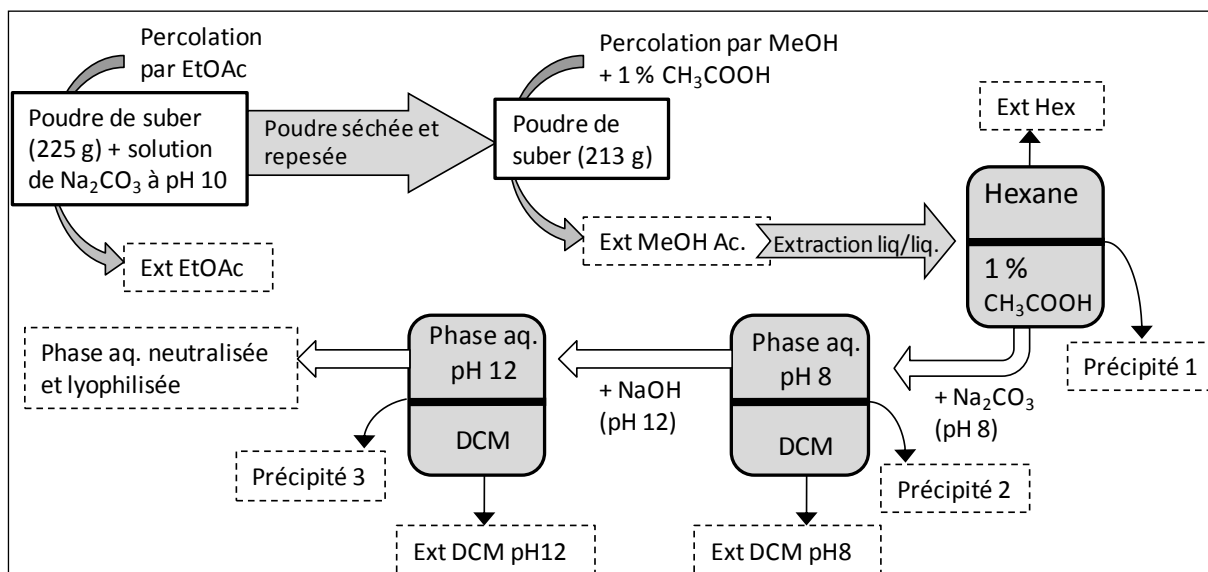 Percolation
par EtOAc
Poudre de suber
(225 g) + solution
de Na₂CO₃ à pH 10
Ext EtOAc
Poudre séchée et
repesée
Percolation par MeOH
+ 1 % CH₃COOH
Poudre de
suber (213 g)
Ext MeOH Ac.
Extraction liq/liq.
Ext Hex
Hexane
1 %
CH₃COOH
Précipité 1
+ Na₂CO₃
(pH 8)
Phase aq.
pH 8
DCM
Précipité 2
Ext DCM pH8
+ NaOH
(pH 12)
Phase aq.
pH 12
DCM
Précipité 3
Ext DCM pH12
Phase aq. neutralisée
et lyophilisée